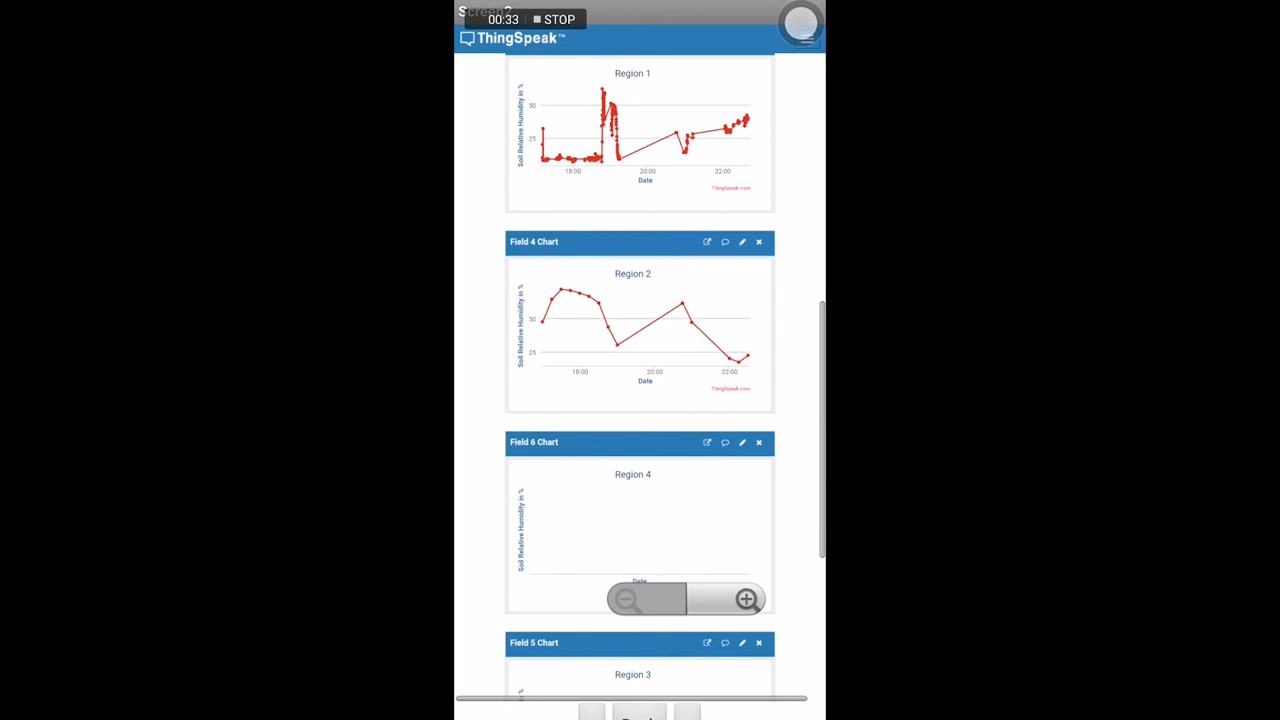 Screen2
00:33 STOP
ThingSpeak™
Region 1
Soil Relative Humidity in %
50
25
18:00 20:00 22:00
Date
ThingSpeak.com
Field 4 Chart
Region 2
Soil Relative Humidity in %
50
25
18:00 20:00 22:00
Date
ThingSpeak.com
Field 6 Chart
Region 4
Soil Relative Humidity in %
Date
Field 5 Chart
Region 3